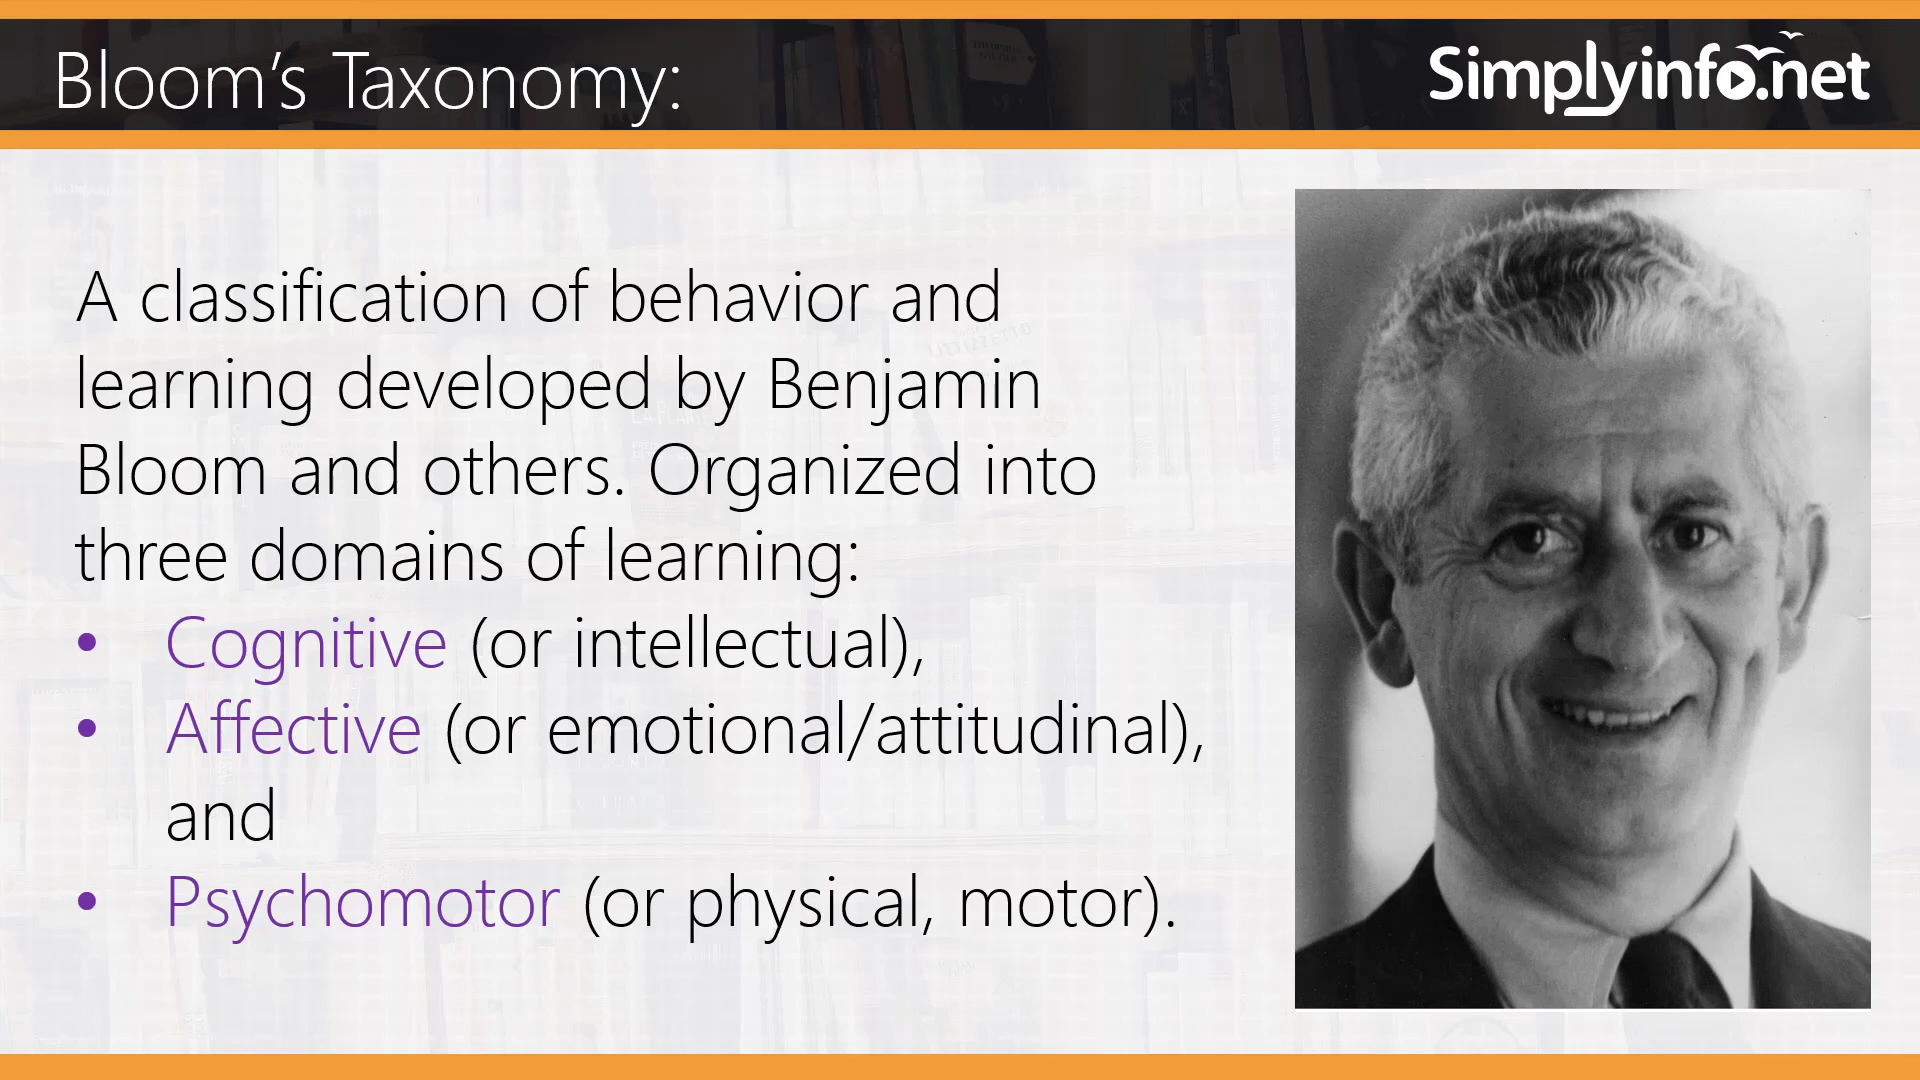 Bloom’s Taxonomy:
Simplyinfo.net
A classification of behavior and
learning developed by Benjamin
Bloom and others. Organized into
three domains of learning:
• Cognitive (or intellectual),
• Affective (or emotional/attitudinal),
and
• Psychomotor (or physical, motor).